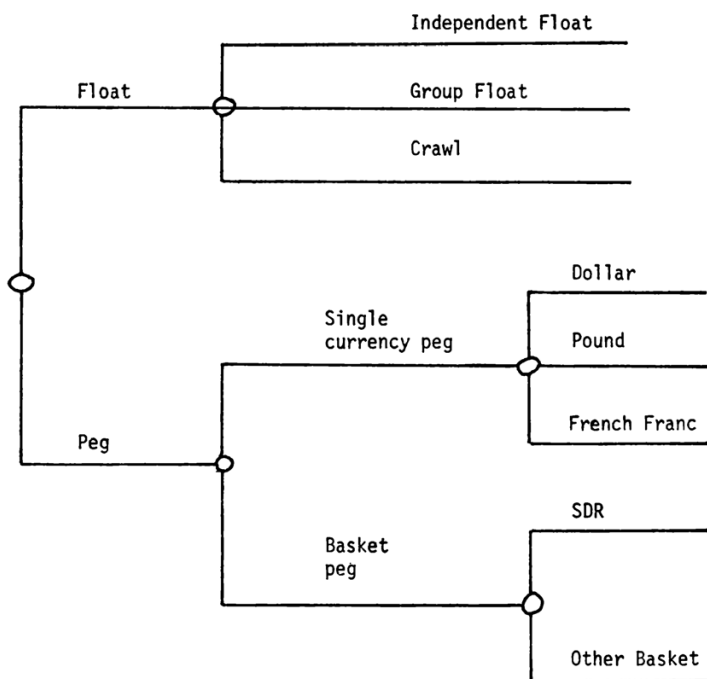 Independent Float
Float
Group Float
Crawl
Dollar
Single
currency peg
Pound
French Franc
Peg
SDR
Basket
peg
Other Basket